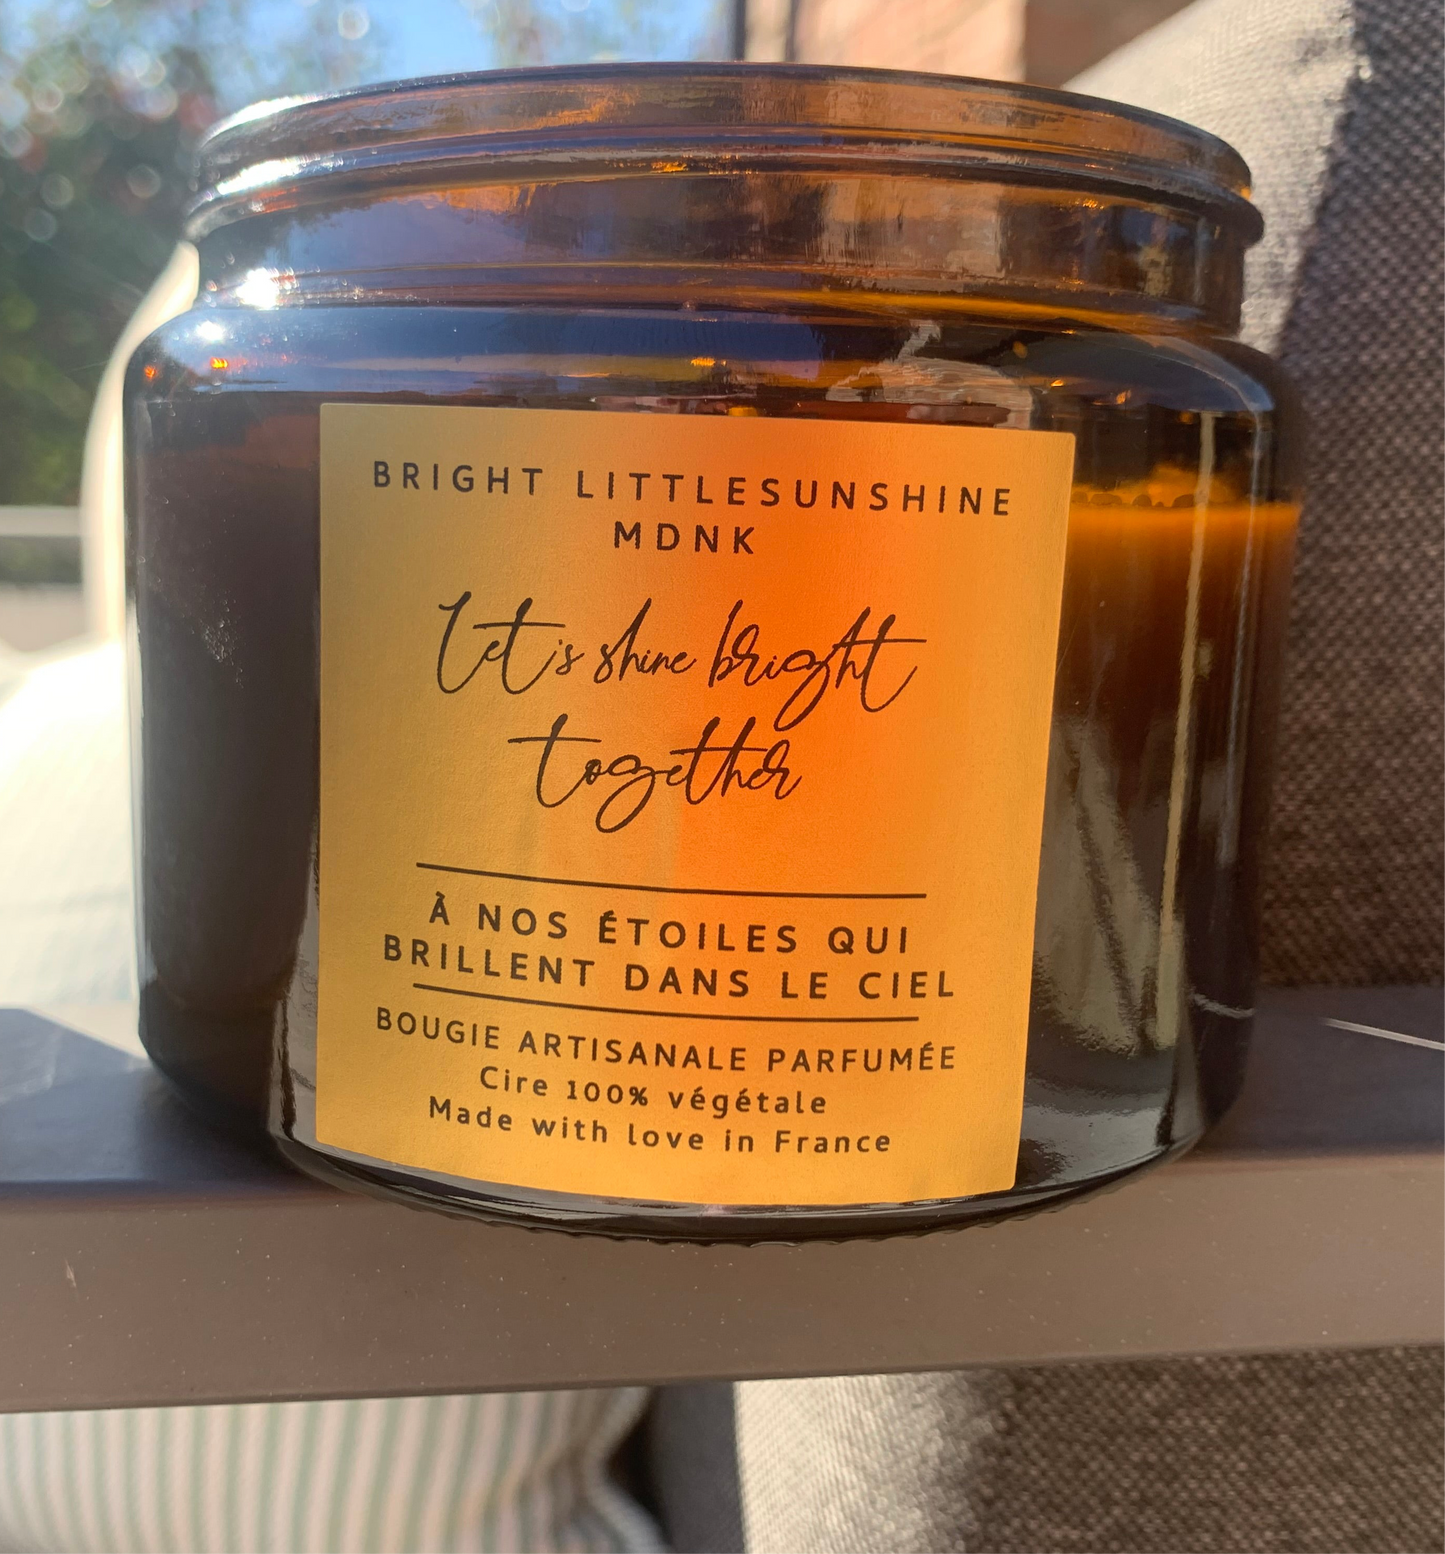 BRIGHT LITTLESUNSHINE
MDNK
Let's shine bright
together
À NOS ÉTOILES QUI
BRILLENT DANS LE CIEL
BOUGIE ARTISANALE PARFUMÉE
Cire 100% végétale
Made with love in France